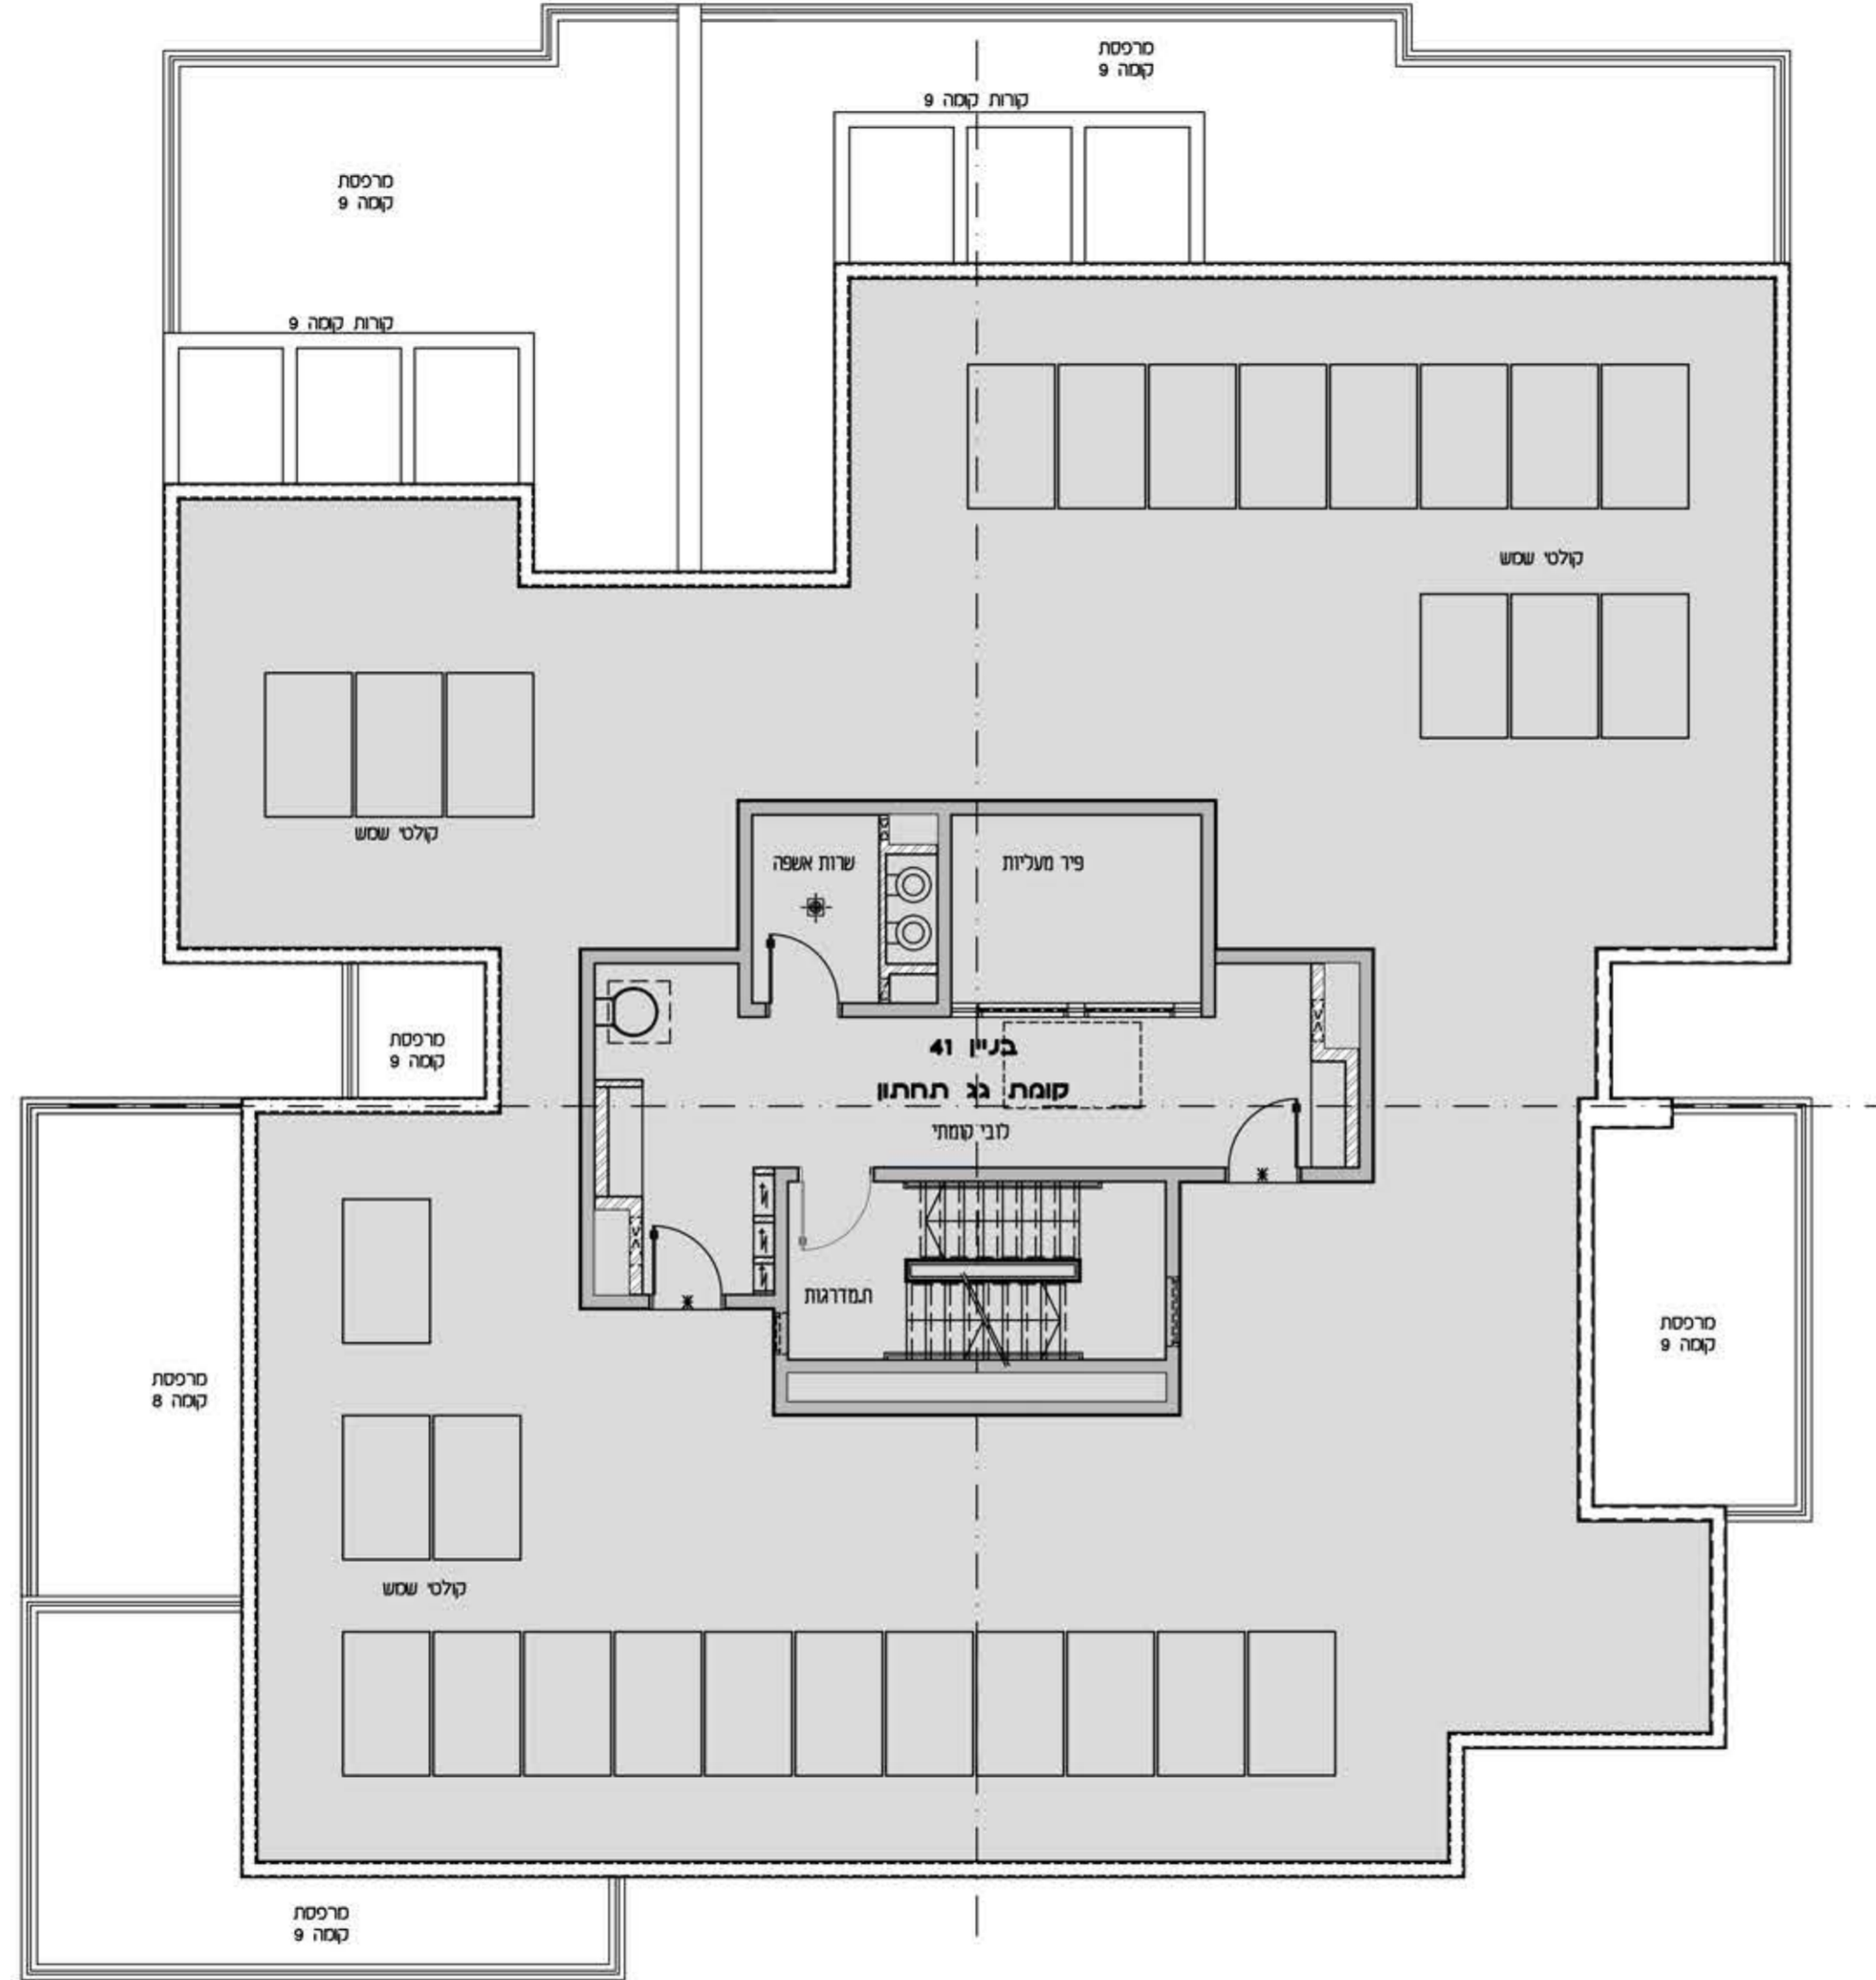 מרפסת
קומה 9
קורות קומה 9
מרפסת
קומה 9
קורות קומה 9
קולטי שמש
קולטי שמש
שרות אשפה
פיר מעליות
מרפסת
קומה 9
בניין 41
קומת גג תחתון
לובי קומתי
ח.מדרגות
מרפסת
קומה 9
מרפסת
קומה 8
קולטי שמש
מרפסת
קומה 9